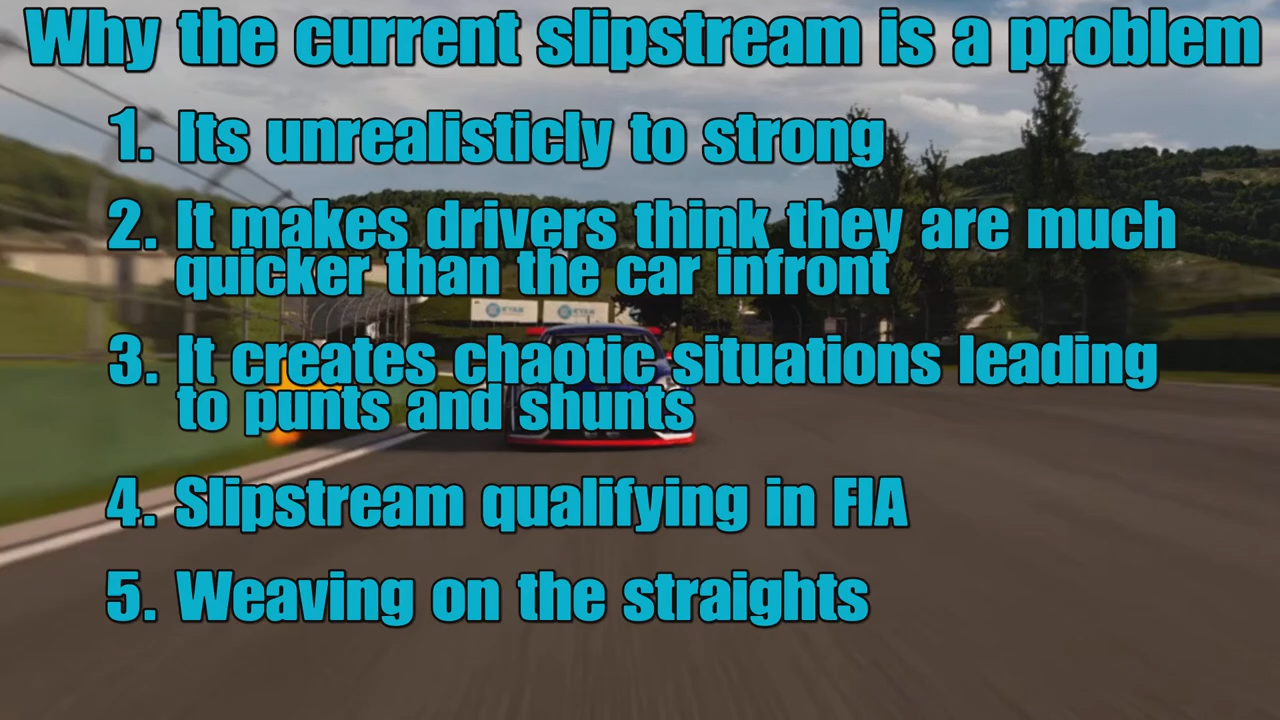 Why the current slipstream is a problem
1. Its unrealisticly to strong
2. It makes drivers think they are much
quicker than the car infront
3. It creates chaotic situations leading
to punts and shunts
4. Slipstream qualifying in FIA
5. Weaving on the straights